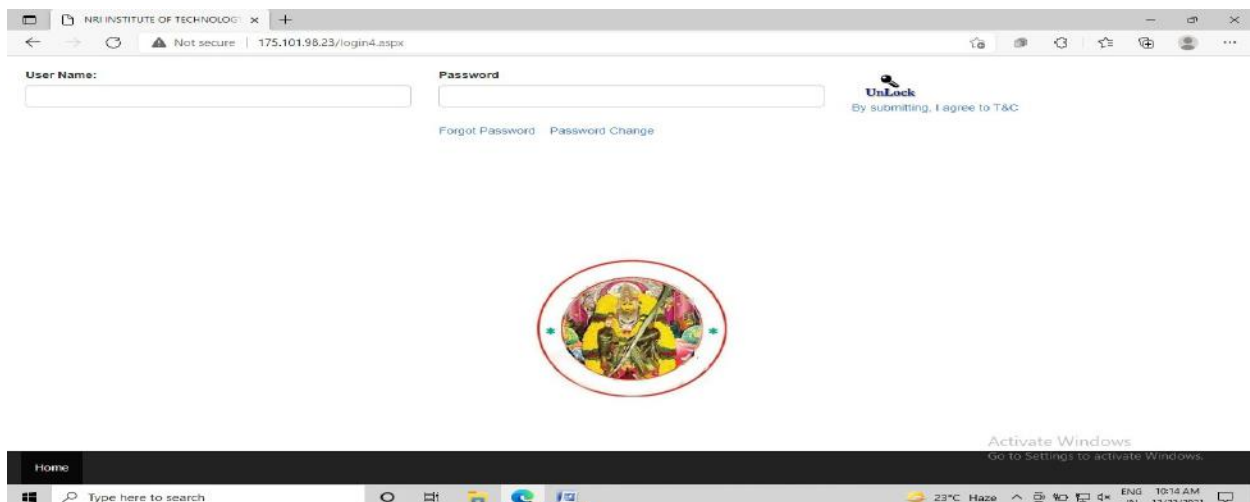 NRI INSTITUTE OF TECHNOLOG
Not secure | 175.101.98.23/login4.aspx
User Name:
Password
UnLock
By submitting, I agree to T&C
Forgot Password Password Change
Activate Windows
Go to Settings to activate Windows.
Home
Type here to search
23°C Haze
ENG
10:14 AM